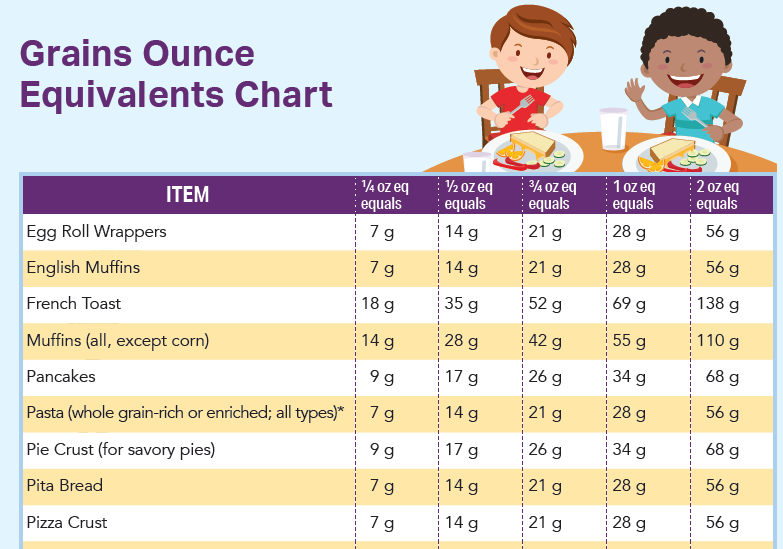 Grains Ounce
Equivalents Chart
ITEM ¼ oz eq equals ½ oz eq equals ¾ oz eq equals 1 oz eq equals 2 oz eq equals
Egg Roll Wrappers 7 g 14 g 21 g 28 g 56 g
English Muffins 7 g 14 g 21 g 28 g 56 g
French Toast 18 g 35 g 52 g 69 g 138 g
Muffins (all, except corn) 14 g 28 g 42 g 55 g 110 g
Pancakes 9 g 17 g 26 g 34 g 68 g
Pasta (whole grain-rich or enriched; all types)* 7 g 14 g 21 g 28 g 56 g
Pie Crust (for savory pies) 9 g 17 g 26 g 34 g 68 g
Pita Bread 7 g 14 g 21 g 28 g 56 g
Pizza Crust 7 g 14 g 21 g 28 g 56 g